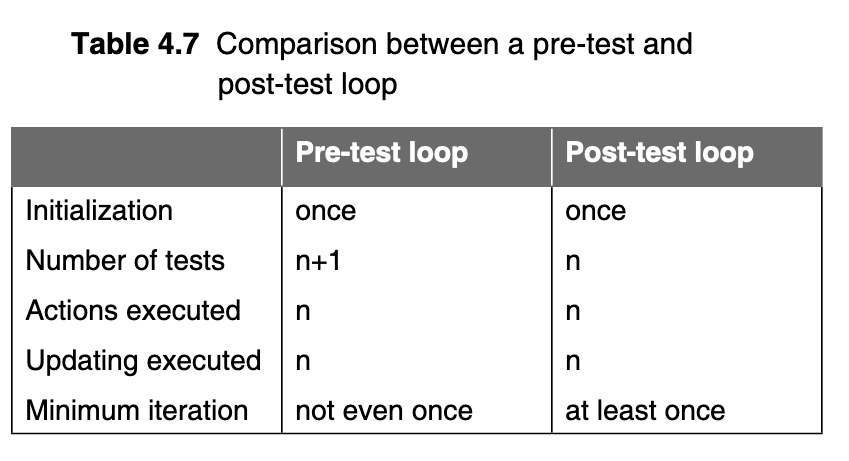 Table 4.7 Comparison between a pre-test and
post-test loop
Pre-test loop Post-test loop
Initialization once once
Number of tests n+1 n
Actions executed n n
Updating executed n n
Minimum iteration not even once at least once